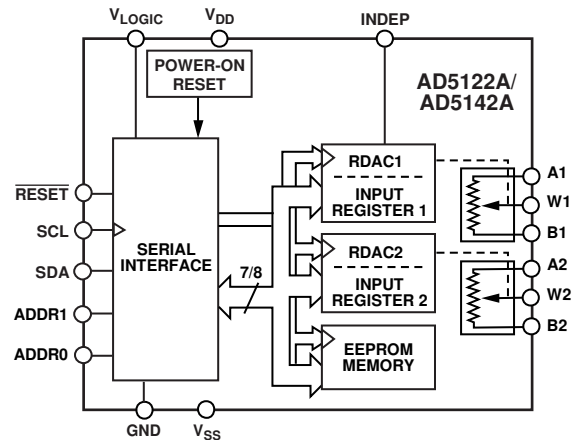 VLOGIC
VDD
INDEP
POWER-ON
RESET
AD5122A/
AD5142A
RDAC1
INPUT
REGISTER 1
A1
W1
B1
RESET
SCL
SDA
ADDR1
ADDR0
SERIAL
INTERFACE
7/8
RDAC2
INPUT
REGISTER 2
A2
W2
B2
EEPROM
MEMORY
GND
VSS